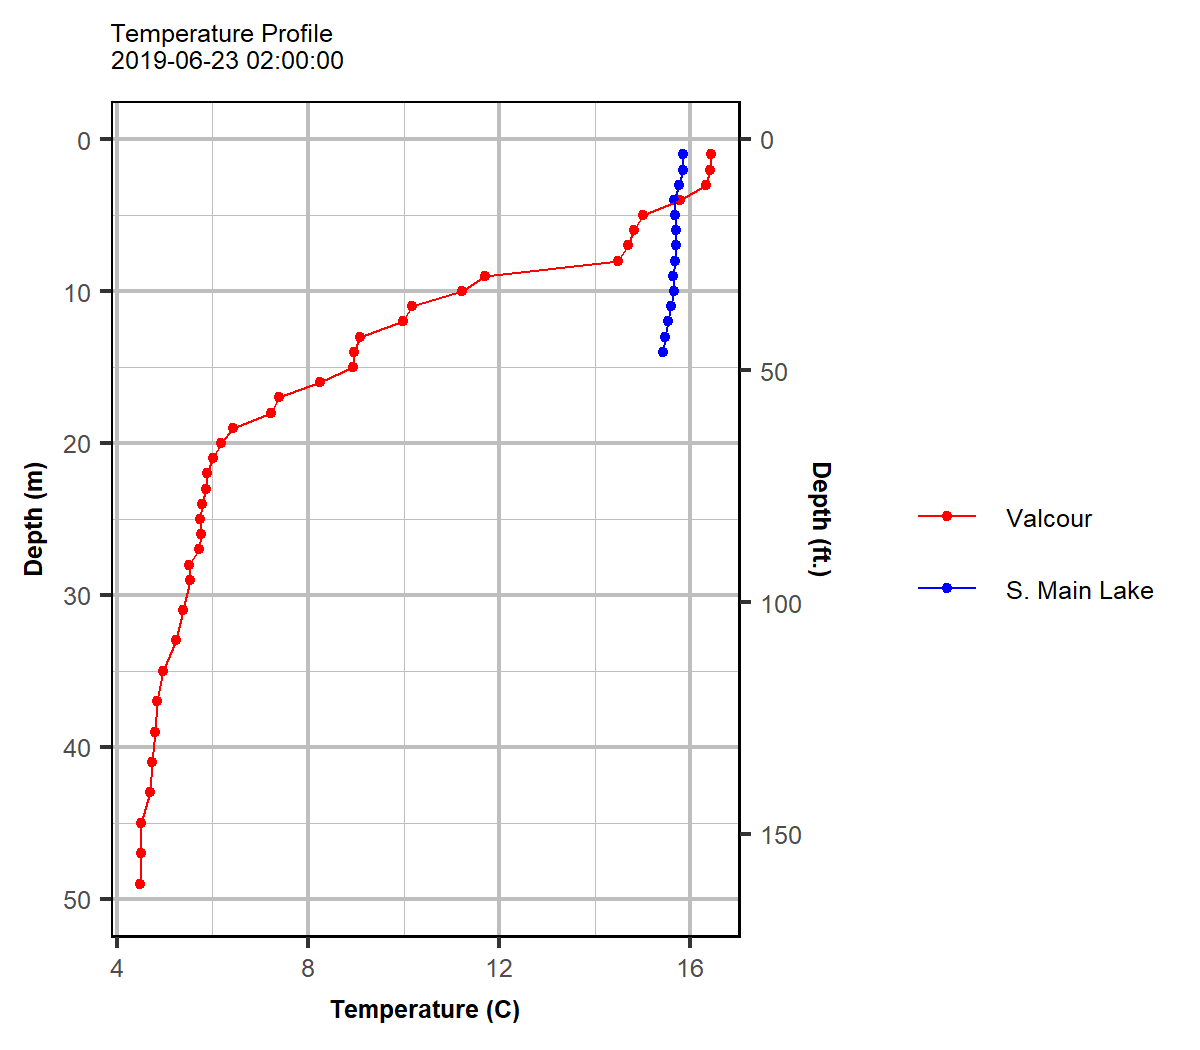 Temperature Profile
2019-06-23 02:00:00
0
10
20
30
40
50
Depth (m)
0
50
100
150
Depth (ft.)
4
8
12
16
Temperature (C)
Valcour
S. Main Lake